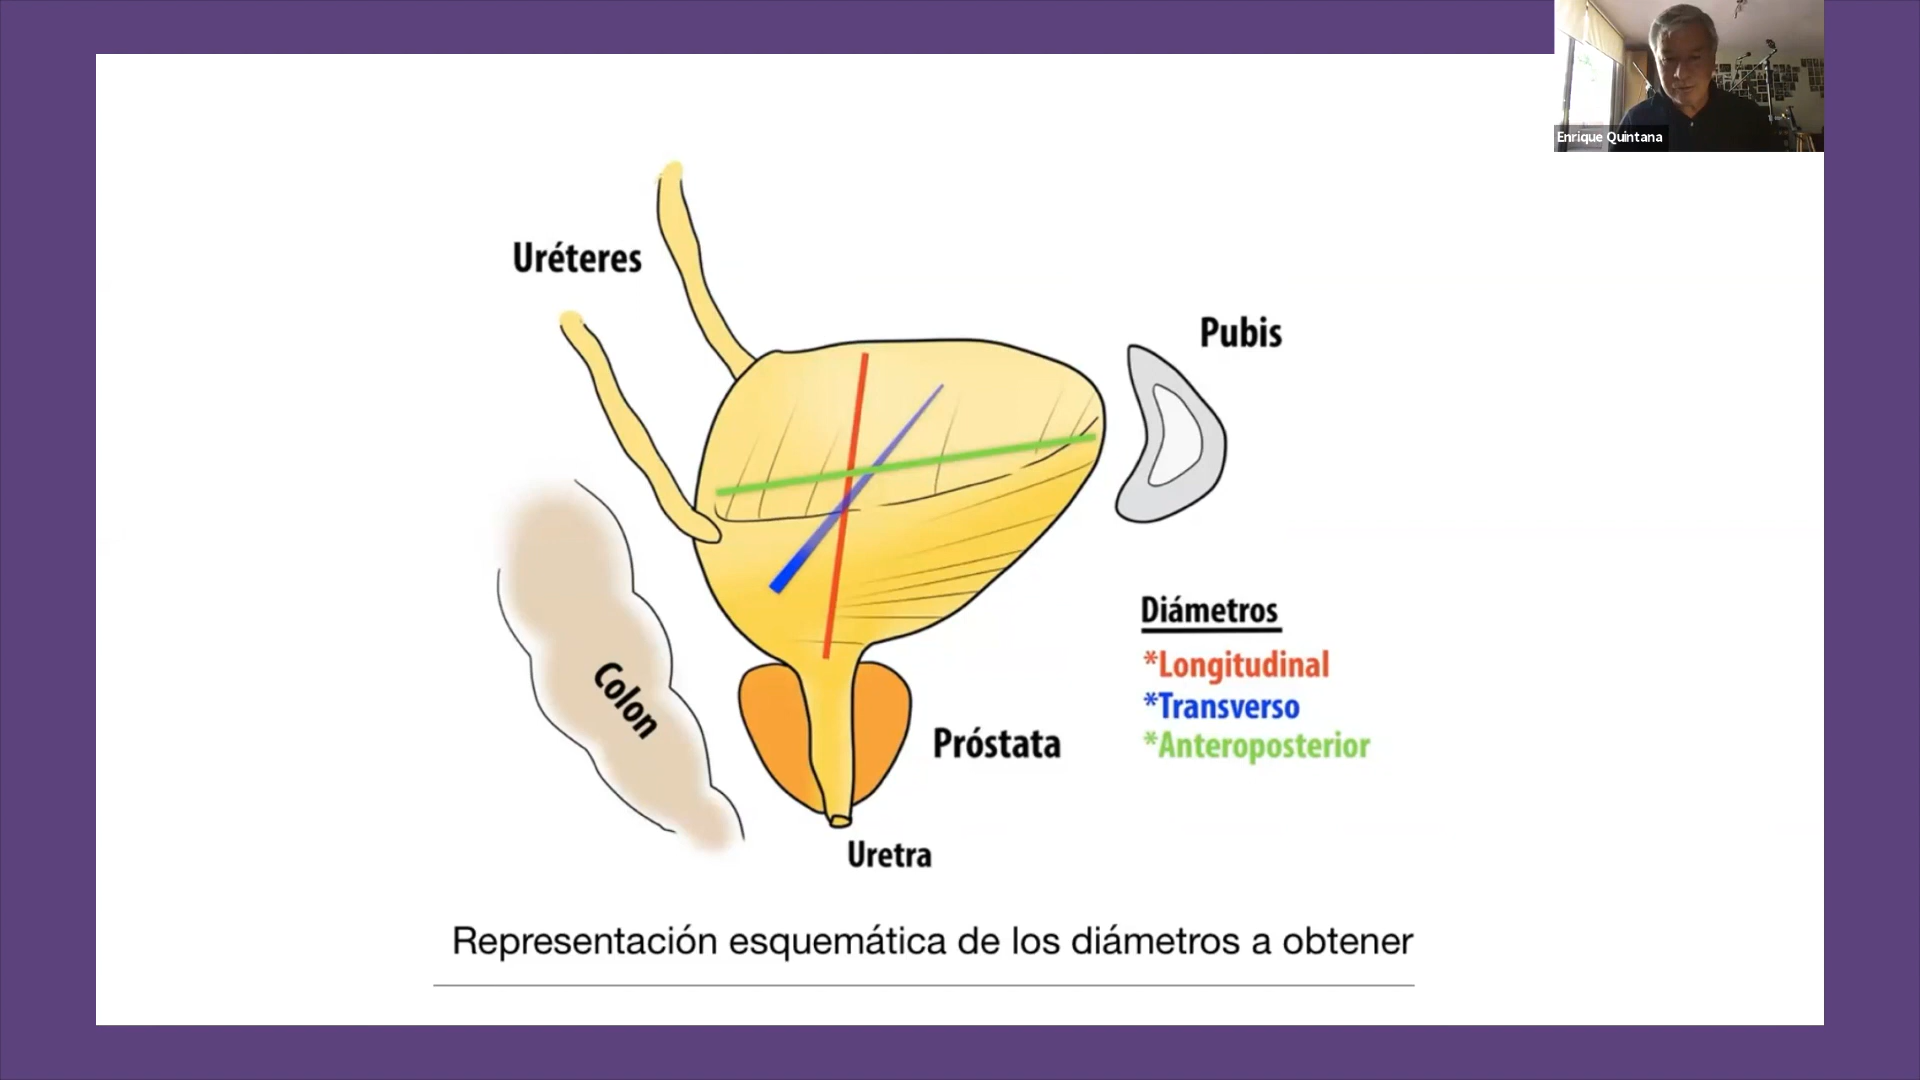 Enrique Quintana
Uréteres
Pubis
Diámetros
*Longitudinal
*Transverso
*Anteroposterior
Colon
Próstata
Uretra
Representación esquemática de los diámetros a obtener